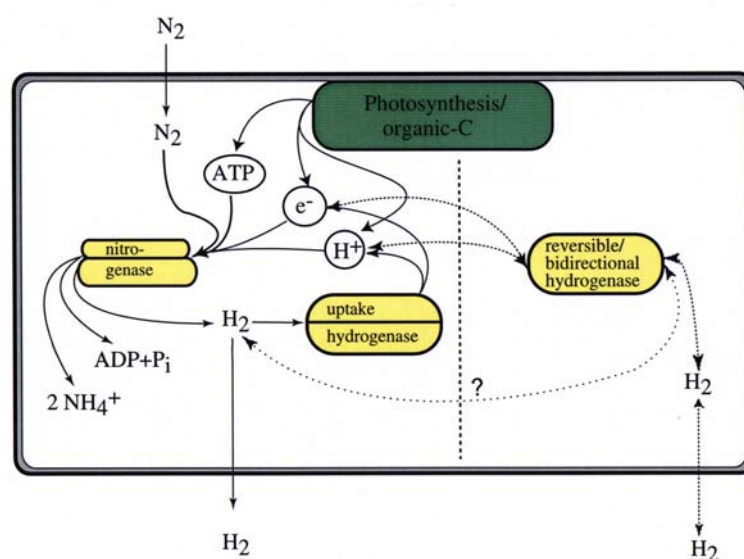 N2
Photosynthesis/
organic-C
N2
ATP
e-
H+
nitro-
genase
reversible/
bidirectional
hydrogenase
uptake
hydrogenase
H2
ADP+Pi
2 NH4+
?
H2
H2
H2